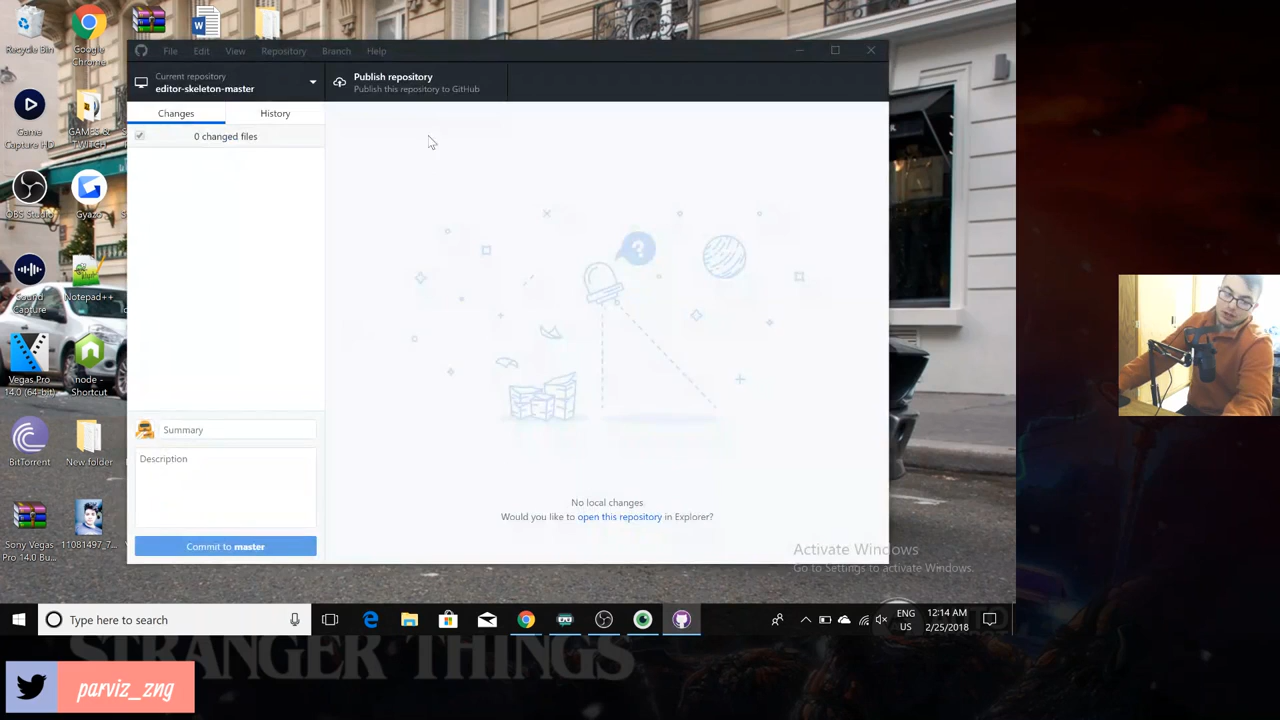 Recycle Bin
Google Chrome
File Edit View Repository Branch Help
Current repository
editor-skeleton-master
Publish repository
Publish this repository to GitHub
Changes History
0 changed files
Game Capture HD
GAMES & TWITCH
OBS Studio
Gyazo
Sound Capture
Notepad++
Vegas Pro 14.0 (64-bit)
node - Shortcut
BitTorrent
New folder
Sony Vegas Pro 14.0 Bu...
11081497_7...
Summary
Description
Commit to master
?
No local changes
Would you like to open this repository in Explorer?
Activate Windows
Go to Settings to activate Windows.
Type here to search
ENG
US
12:14 AM
2/25/2018
STRANGER THINGS
parviz_zng